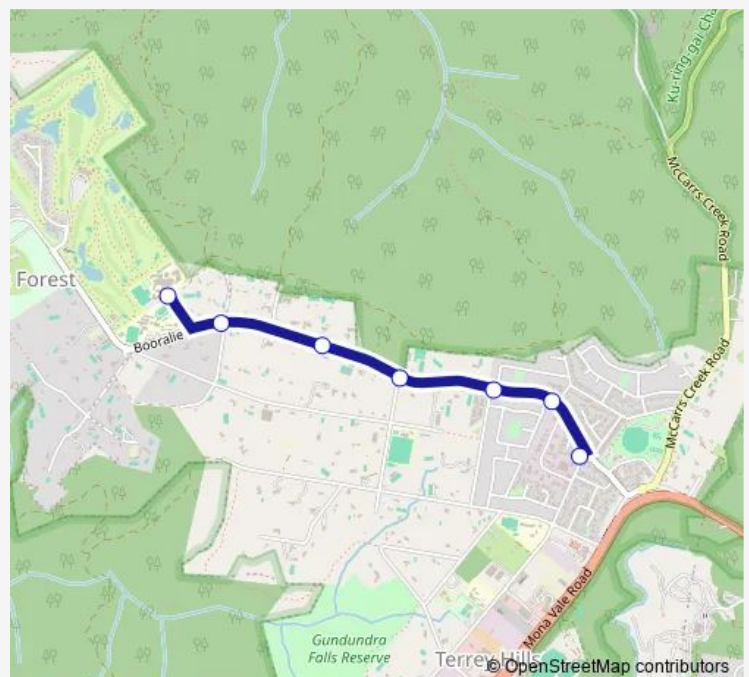 Ku-ring-gai Cha
McCarrs Creek Road
Forest
Booralie
McCarrs Creek Road
Mona Vale Road
Gundundra
Falls Reserve
Terrey Hills
© OpenStreetMap contributors